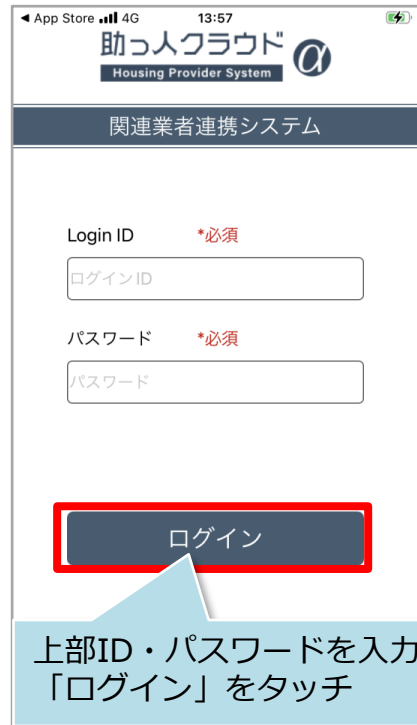 ◀ App Store 4G 13:57
助っ人クラウド α
Housing Provider System
関連業者連携システム
Login ID *必須
ログインID
パスワード *必須
パスワード
ログイン
上部ID・パスワードを入力
「ログイン」をタッチ